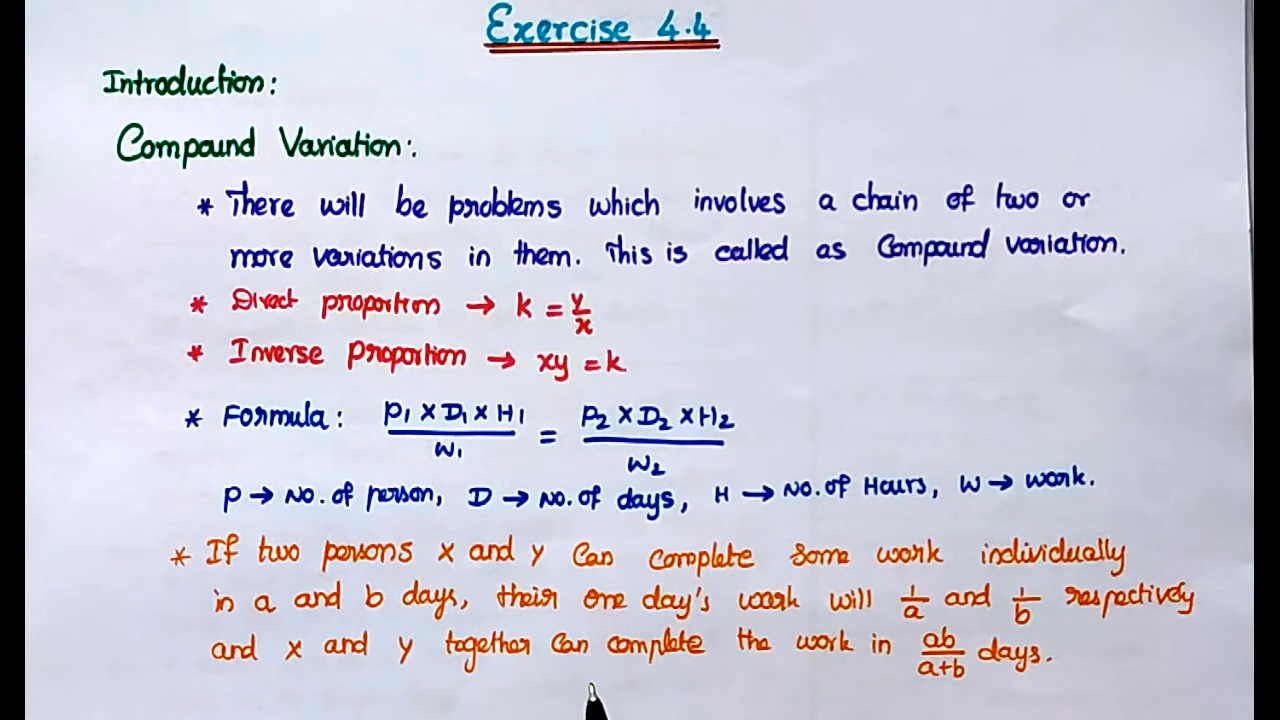 Exercise 4.4
Introduction:
Compound Variation:
* There will be problems which involves a chain of two or
more variations in them. This is called as Compound variation.
* Direct proportion → k = y/x
* Inverse Proportion → xy = k
* Formula: P₁ × D₁ × H₁ / W₁ = P₂ × D₂ × H₂ / W₂
P → No. of person, D → No. of days, H → No. of Hours, W → work.
* If two persons x and y can complete some work individually
in a and b days, their one day's work will 1/a and 1/b respectively
and x and y together can complete the work in ab/a+b days.